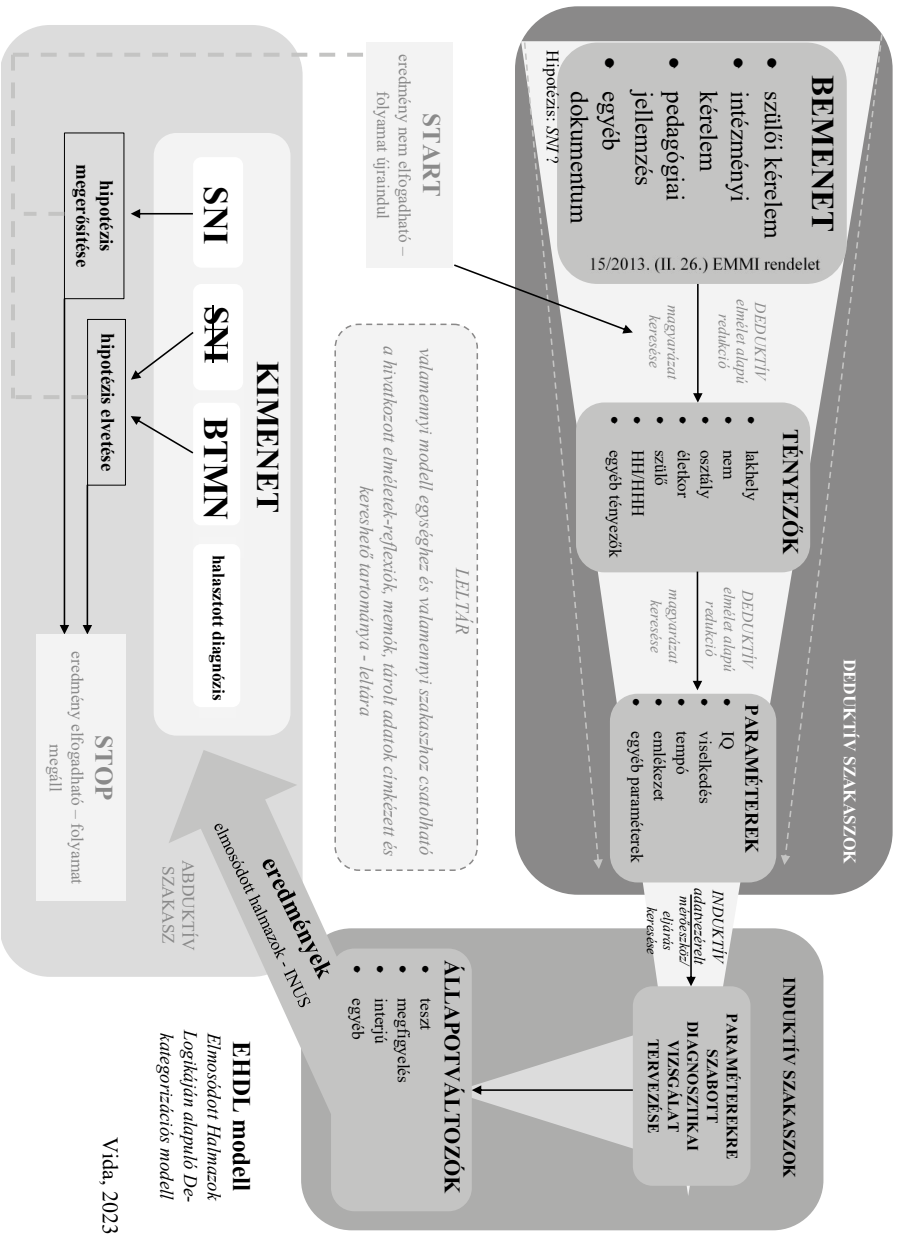 DEDUKTÍV SZAKASZOK
BEMENET
• szülői kérelem
• intézményi
kérelem
• pedagógiai
jellemzés
• egyéb
dokumentum
Hipotézis: SNI ?
15/2013. (II. 26.) EMMI rendelet
DEDUKTÍV
elmélet alapú
redukció
magyarázat
keresése
TÉNYEZŐK
• lakhely
• nem
• osztály
• életkor
• szülő
• HH/HHH
• egyéb tényezők
DEDUKTÍV
elmélet alapú
redukció
magyarázat
keresése
PARAMÉTEREK
• IQ
• viselkedés
• tempó
• emlékezet
• egyéb paraméterek
INDUKTÍV
adatvezérelt
mérőeszköz/
eljárás
keresése
INDUKTÍV SZAKASZOK
PARAMÉTEREKRE
SZABOTT
DIAGNOSZTIKAI
VIZSGÁLAT
TERVEZÉSE
ÁLLAPOTVÁLTOZÓK
• teszt
• megfigyelés
• interjú
• egyéb
START
eredmény nem elfogadható –
folyamat újraindul
LELTÁR
valamennyi modell egységhez és valamennyi szakaszhoz csatolható
a hivatkozott elméletek-reflexiók, memók, tárolt adatok címkézett és
kereshető tartománya - leltára
eredmények
elmosódott halmazok - INUS
ABDUKTÍV
SZAKASZ
KIMENET
SNI
SNI
BTMN
halasztott diagnózis
hipotézis
megerősítése
hipotézis elvetése
STOP
eredmény elfogadható – folyamat
megáll
EHDL modell
Elmosódott Halmazok
Logikáján alapuló De-
kategorizációs modell
Vida, 2023